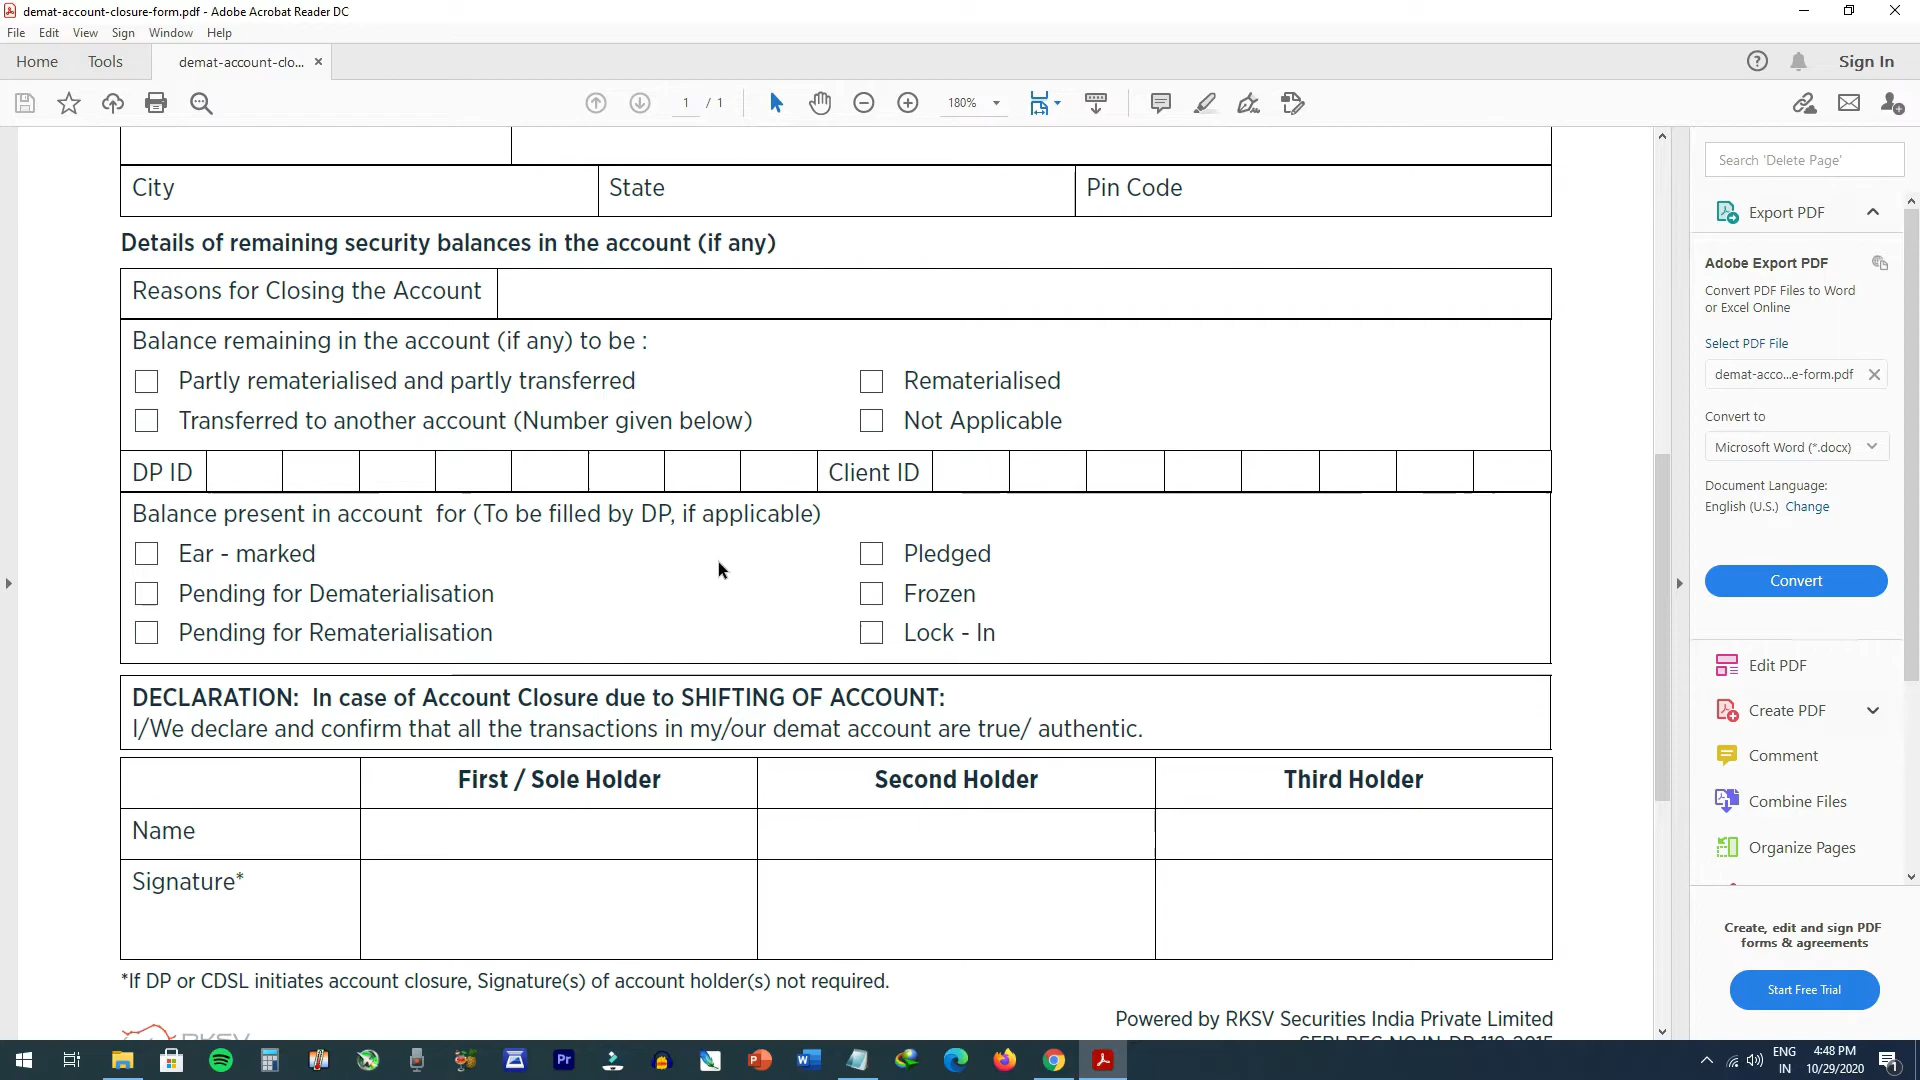 demat-account-closure-form.pdf - Adobe Acrobat Reader DC
File Edit View Sign Window Help
Home Tools demat-account-clo... × Sign In
1 / 1 180%
City State Pin Code
Details of remaining security balances in the account (if any)
Reasons for Closing the Account
Balance remaining in the account (if any) to be :
Partly rematerialised and partly transferred Rematerialised
Transferred to another account (Number given below) Not Applicable
DP ID Client ID
Balance present in account for (To be filled by DP, if applicable)
Ear - marked Pledged
Pending for Dematerialisation Frozen
Pending for Rematerialisation Lock - In
DECLARATION: In case of Account Closure due to SHIFTING OF ACCOUNT:
I/We declare and confirm that all the transactions in my/our demat account are true/ authentic.
First / Sole Holder Second Holder Third Holder
Name
Signature*
*If DP or CDSL initiates account closure, Signature(s) of account holder(s) not required.
Powered by RKSV Securities India Private Limited
Search 'Delete Page'
Export PDF
Adobe Export PDF
Convert PDF Files to Word
or Excel Online
Select PDF File
demat-acco...e-form.pdf
Convert to
Microsoft Word (*.docx)
Document Language:
English (U.S.) Change
Convert
Edit PDF
Create PDF
Comment
Combine Files
Organize Pages
Create, edit and sign PDF
forms & agreements
Start Free Trial
ENG
IN
4:48 PM
10/29/2020
1